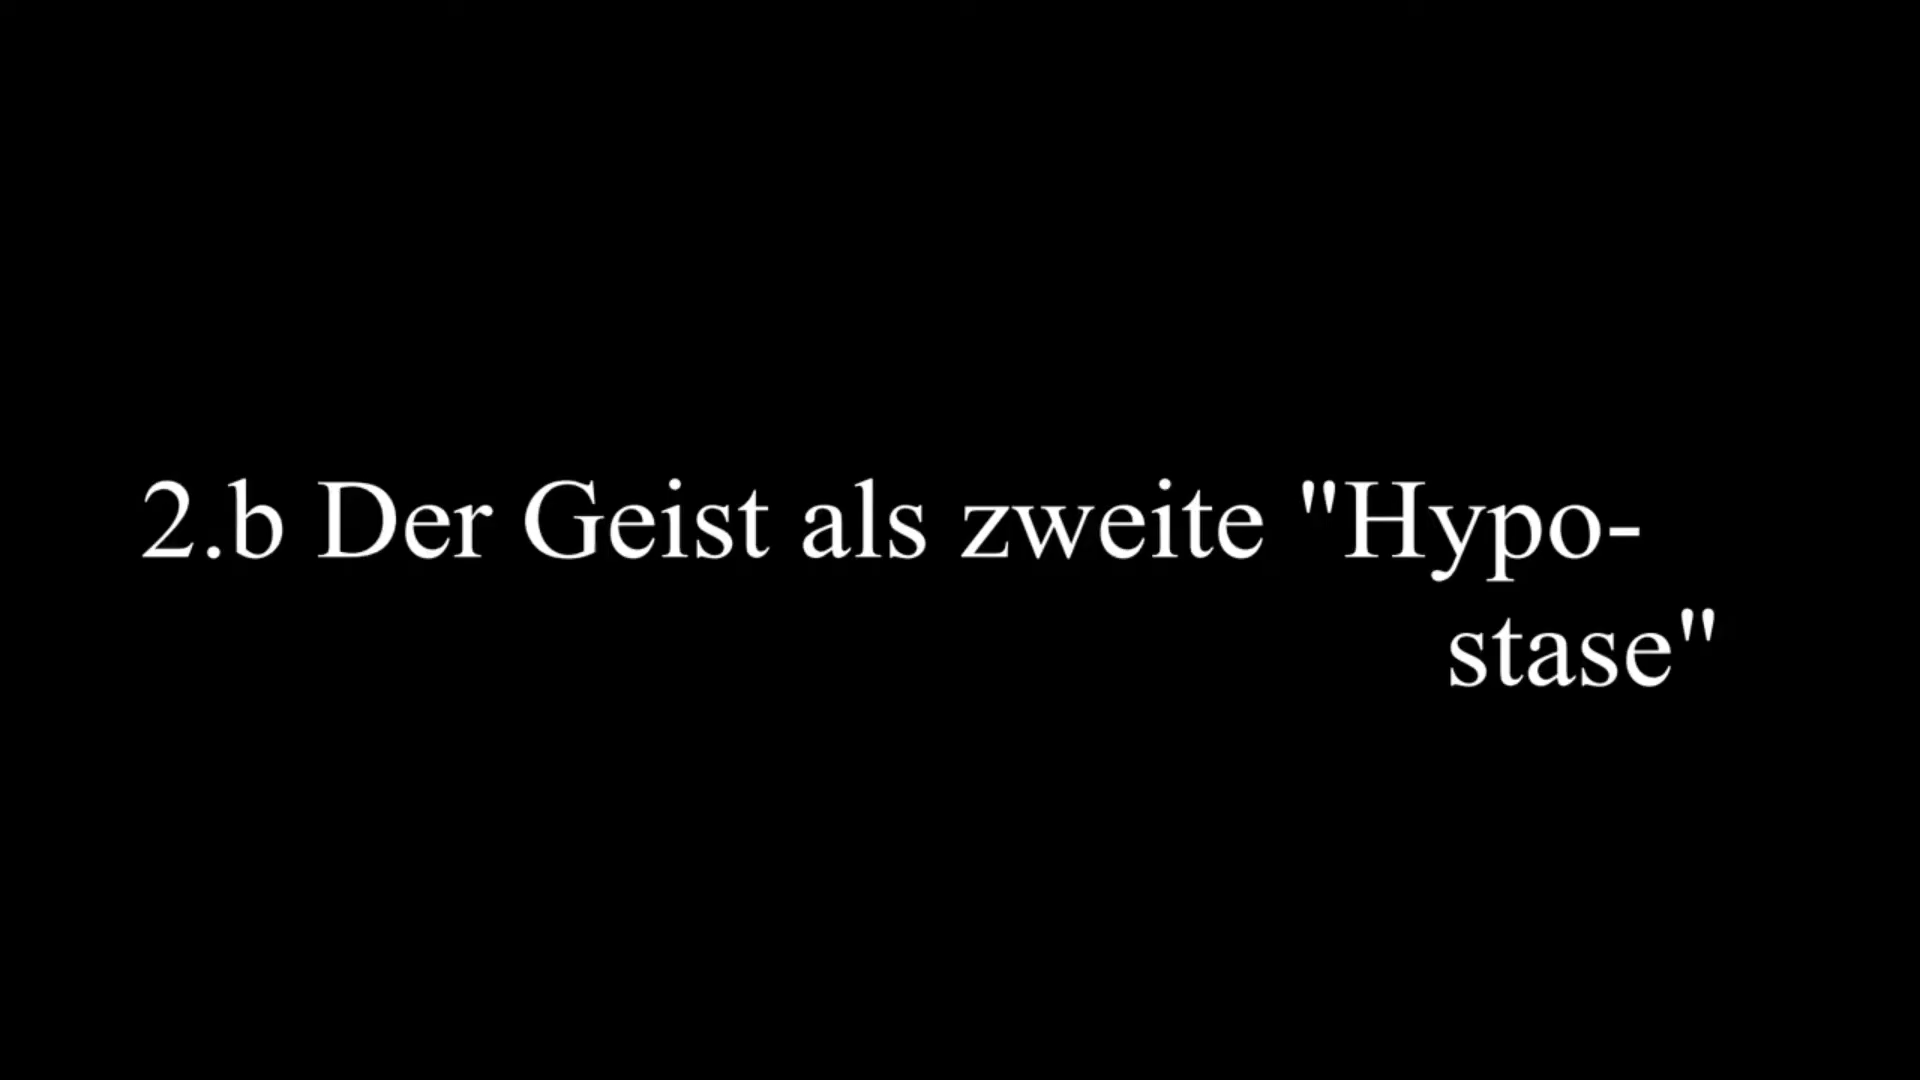 2.b Der Geist als zweite "Hypo-
stase"